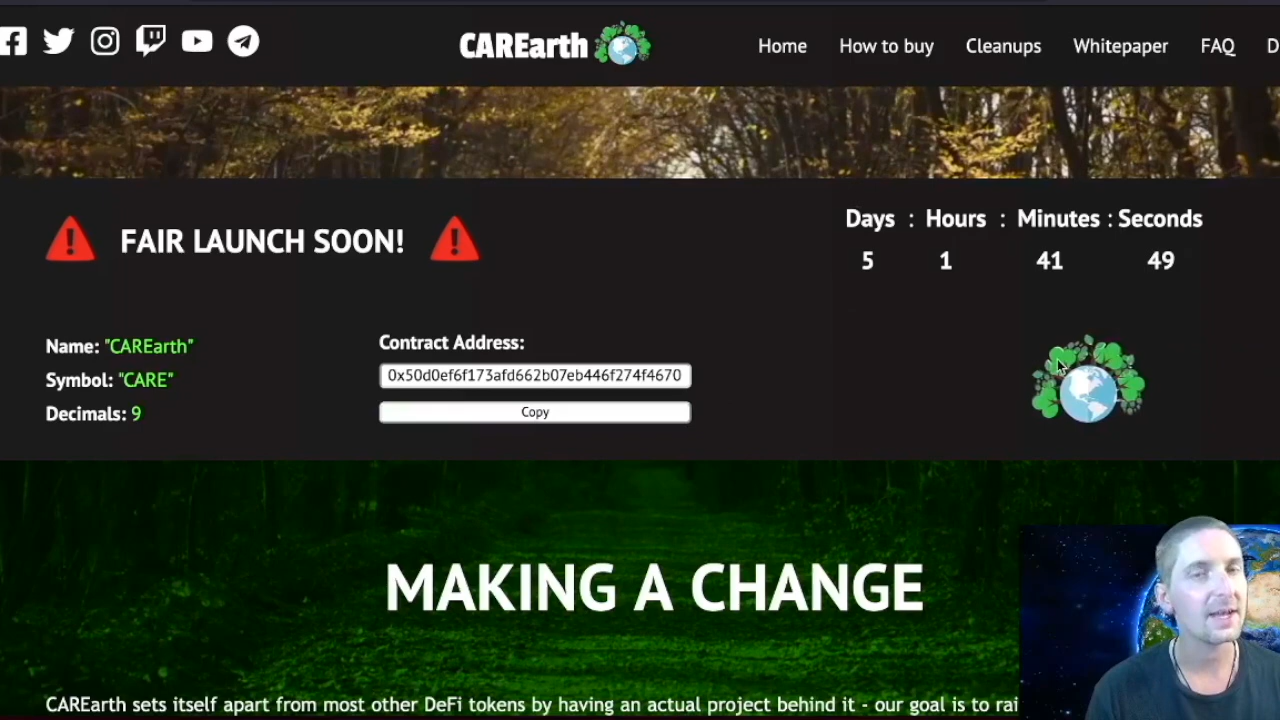 CAREarth
Home
How to buy
Cleanups
Whitepaper
FAQ
D
FAIR LAUNCH SOON!
Days : Hours : Minutes : Seconds
5 1 41 49
Name: "CAREarth"
Symbol: "CARE"
Decimals: 9
Contract Address:
0x50d0ef6f173afd662b07eb446f274f4670
Copy
MAKING A CHANGE
CAREarth sets itself apart from most other DeFi tokens by having an actual project behind it - our goal is to rai